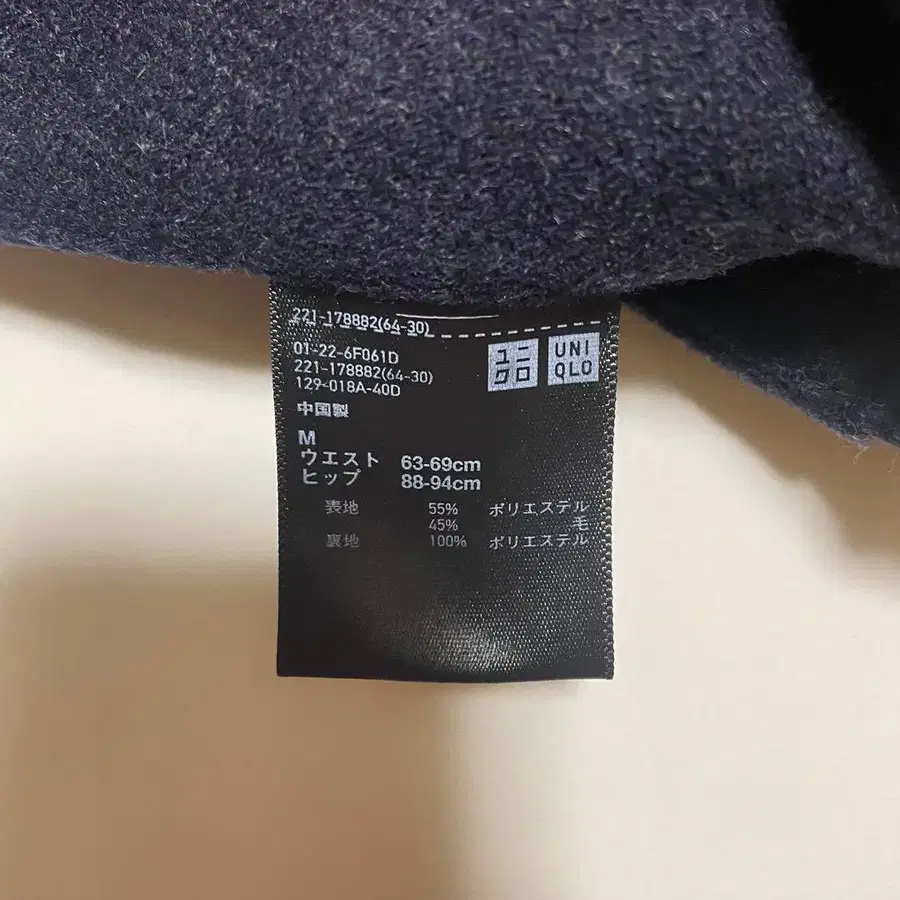 221-178882(64-30)
01-22-6F061D
221-178882(64-30)
129-018A-40D
ユニ
クロ
UNI
QLO
中国製
M
ウエスト 63-69cm
ヒップ 88-94cm
表地 55% ポリエステル
45% 毛
裏地 100% ポリエステル